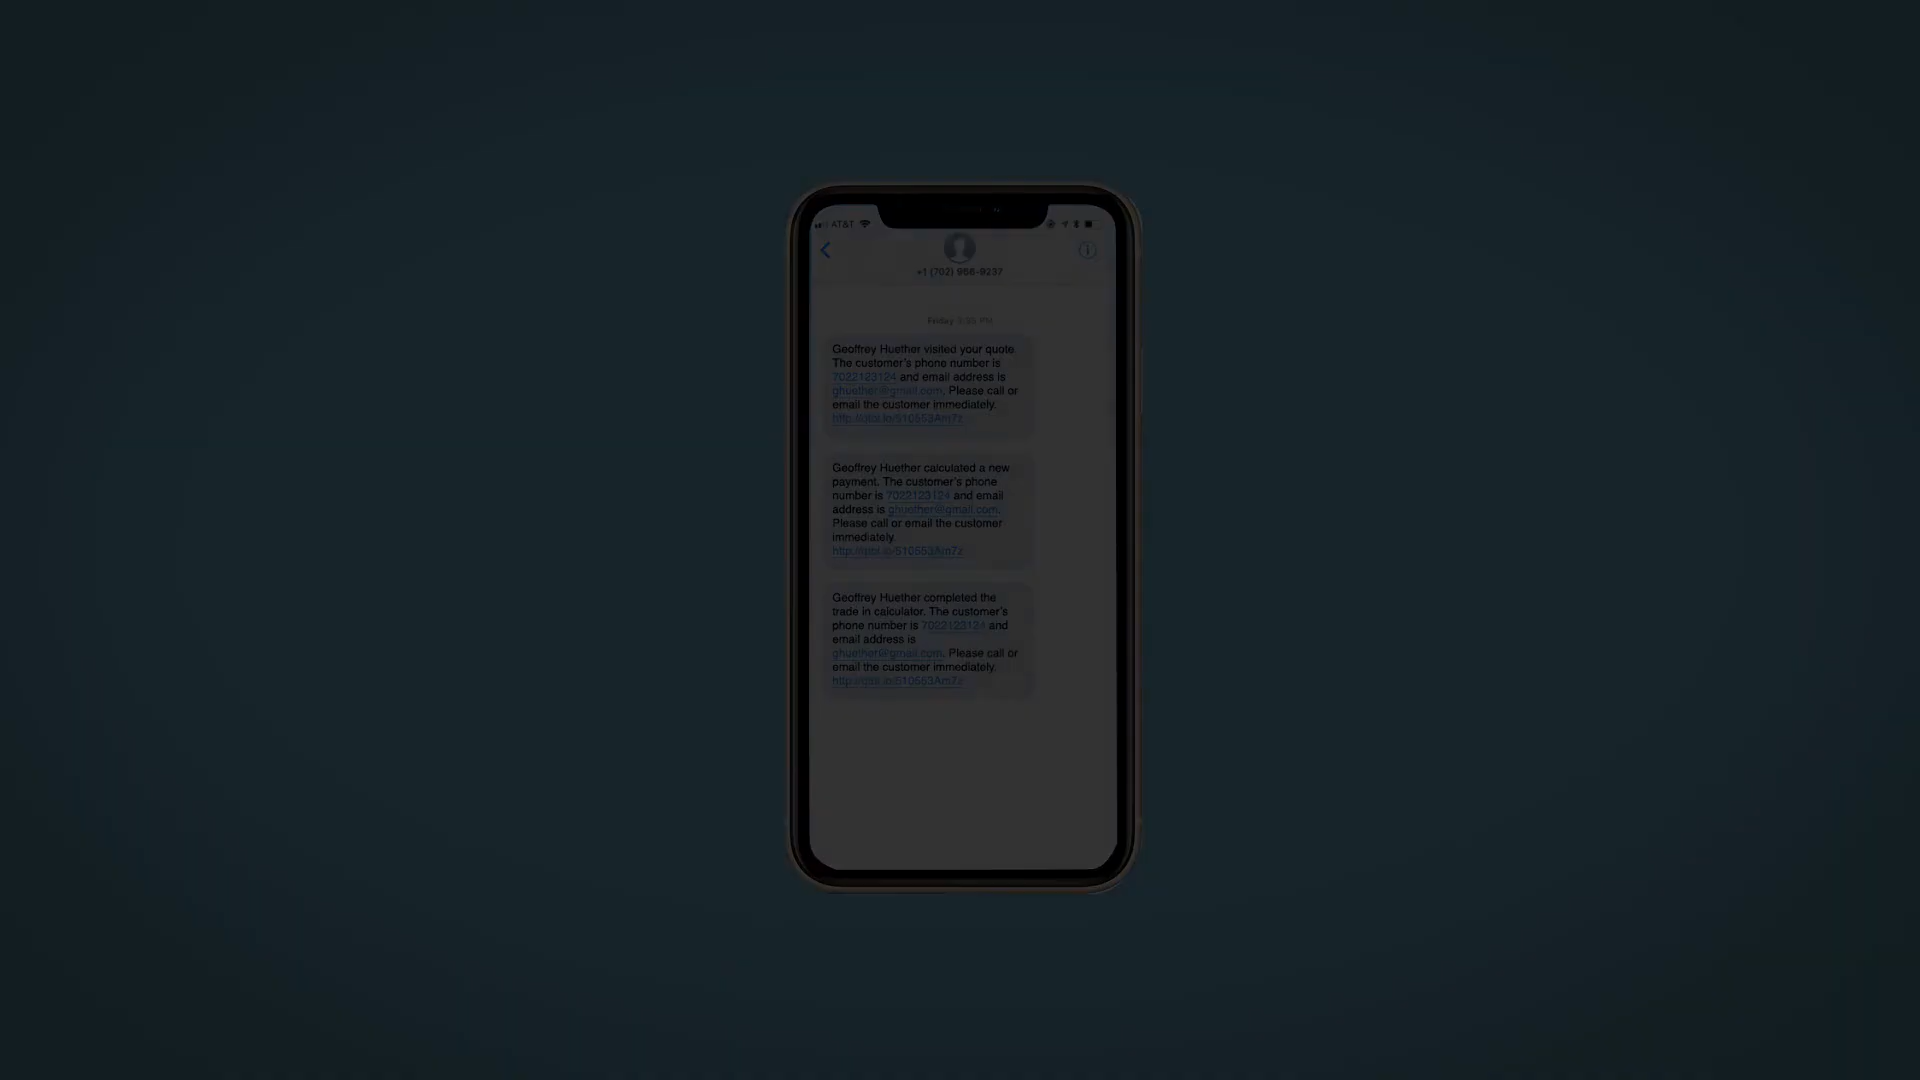 AT&T
+1 (702) 968-9237
Friday 3:55 PM
Geoffrey Huether visited your quote.
The customer's phone number is
7022123124 and email address is
ghuether@gmail.com. Please call or
email the customer immediately.
Geoffrey Huether calculated a new
payment. The customer's phone
number is 7022123124 and email
address is ghuether@gmail.com.
Please call or email the customer
immediately.
Geoffrey Huether completed the
trade in calculator. The customer's
phone number is 7022123124 and
email address is
ghuether@gmail.com. Please call or
email the customer immediately.